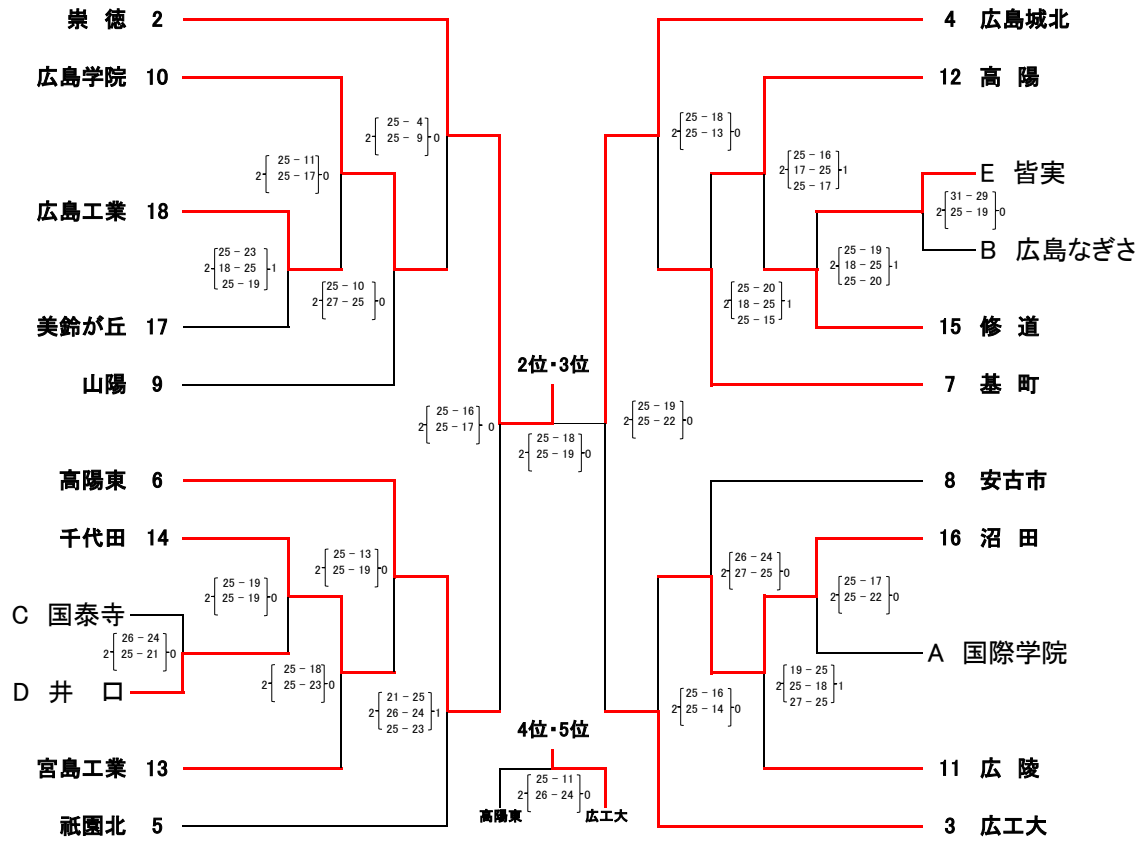 崇 徳 2
4 広島城北
広島学院 10
12 高 陽
25 − 4
2 25 − 9 0
25 − 18
2 25 − 13 0
25 − 11
2 25 − 17 0
25 − 16
2 17 − 25 1
25 − 17
E 皆実
31 − 29
2 25 − 19 0
B 広島なぎさ
広島工業 18
25 − 23
2 18 − 25 1
25 − 19
25 − 19
2 18 − 25 1
25 − 20
25 − 10
2 27 − 25 0
25 − 20
2 18 − 25 1
25 − 15
美鈴が丘 17
15 修 道
山陽 9
7 基 町
2位・3位
25 − 16
2 25 − 17 0
25 − 18
2 25 − 19 0
25 − 19
2 25 − 22 0
高陽東 6
8 安古市
千代田 14
16 沼 田
25 − 13
2 25 − 19 0
26 − 24
2 27 − 25 0
25 − 19
2 25 − 19 0
25 − 17
2 25 − 22 0
C 国泰寺
26 − 24
2 25 − 21 0
D 井 口
A 国際学院
25 − 18
2 25 − 23 0
19 − 25
2 25 − 18 1
27 − 25
21 − 25
2 26 − 24 1
25 − 23
25 − 16
2 25 − 14 0
4位・5位
宮島工業 13
11 広 陵
25 − 11
2 26 − 24 0
高陽東 広工大
祇園北 5
3 広工大